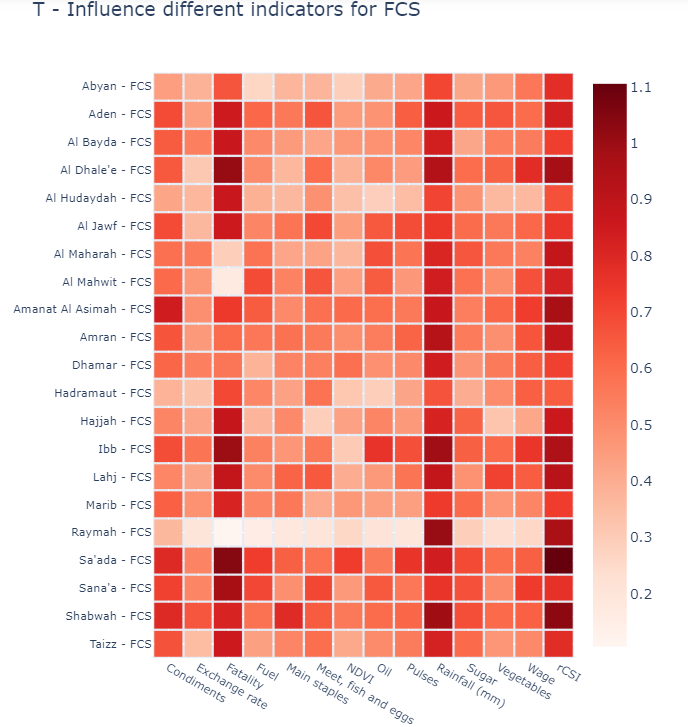 T - Influence different indicators for FCS
Abyan - FCS
Aden - FCS
Al Bayda - FCS
Al Dhale'e - FCS
Al Hudaydah - FCS
Al Jawf - FCS
Al Maharah - FCS
Al Mahwit - FCS
Amanat Al Asimah - FCS
Amran - FCS
Dhamar - FCS
Hadramaut - FCS
Hajjah - FCS
Ibb - FCS
Lahj - FCS
Marib - FCS
Raymah - FCS
Sa'ada - FCS
Sana'a - FCS
Shabwah - FCS
Taizz - FCS
Condiments
Exchange rate
Fatality
Fuel
Main staples
Meet, fish and eggs
NDVI
Oil
Pulses
Rainfall (mm)
Sugar
Vegetables
Wage
rCSI
1.1
1
0.9
0.8
0.7
0.6
0.5
0.4
0.3
0.2